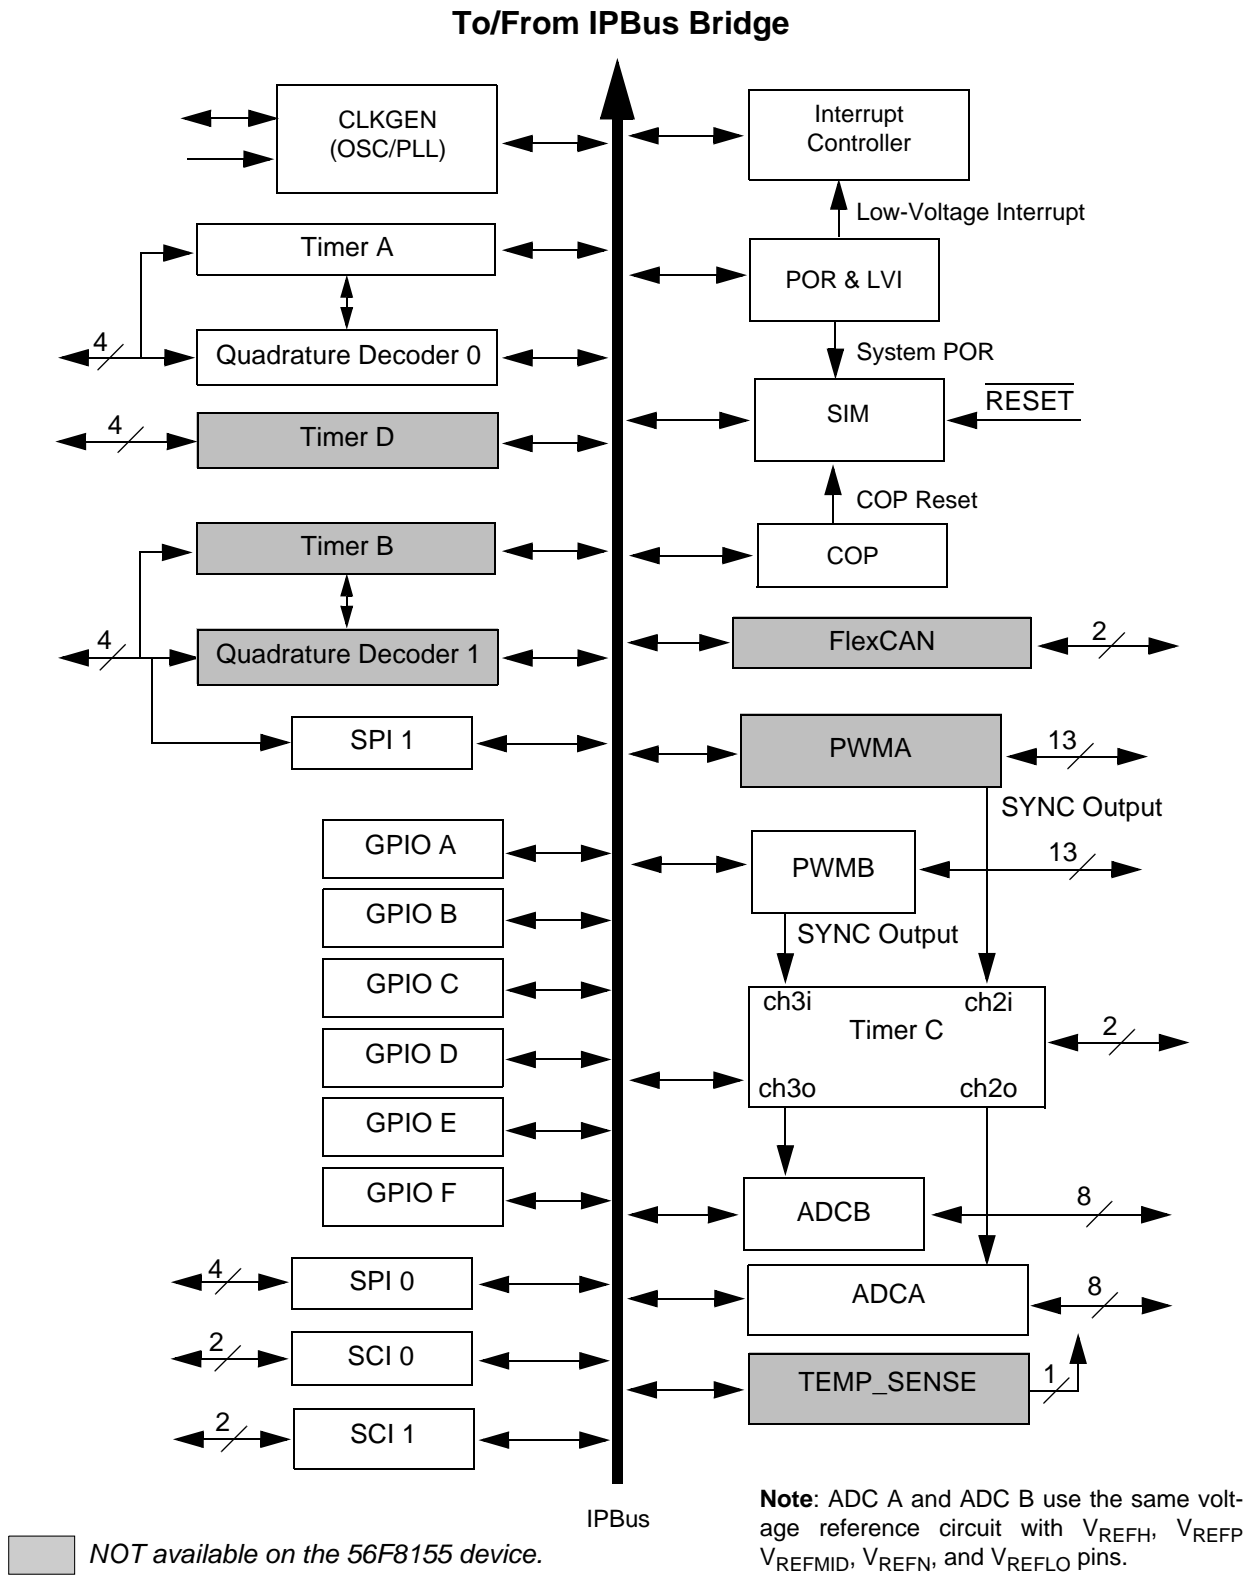 To/From IPBus Bridge
CLKGEN
(OSC/PLL)
Timer A
4
Quadrature Decoder 0
4
Timer D
Timer B
4
Quadrature Decoder 1
SPI 1
GPIO A
GPIO B
GPIO C
GPIO D
GPIO E
GPIO F
4
SPI 0
2
SCI 0
2
SCI 1
Interrupt
Controller
Low-Voltage Interrupt
POR & LVI
System POR
SIM
RESET
COP Reset
COP
FlexCAN
2
PWMA
13
SYNC Output
PWMB
13
SYNC Output
ch3i
ch2i
Timer C
2
ch3o
ch2o
ADCB
8
ADCA
8
TEMP_SENSE
1
IPBus
NOT available on the 56F8155 device.
Note: ADC A and ADC B use the same volt-
age reference circuit with VREFH, VREFP
VREFMID, VREFN, and VREFLO pins.